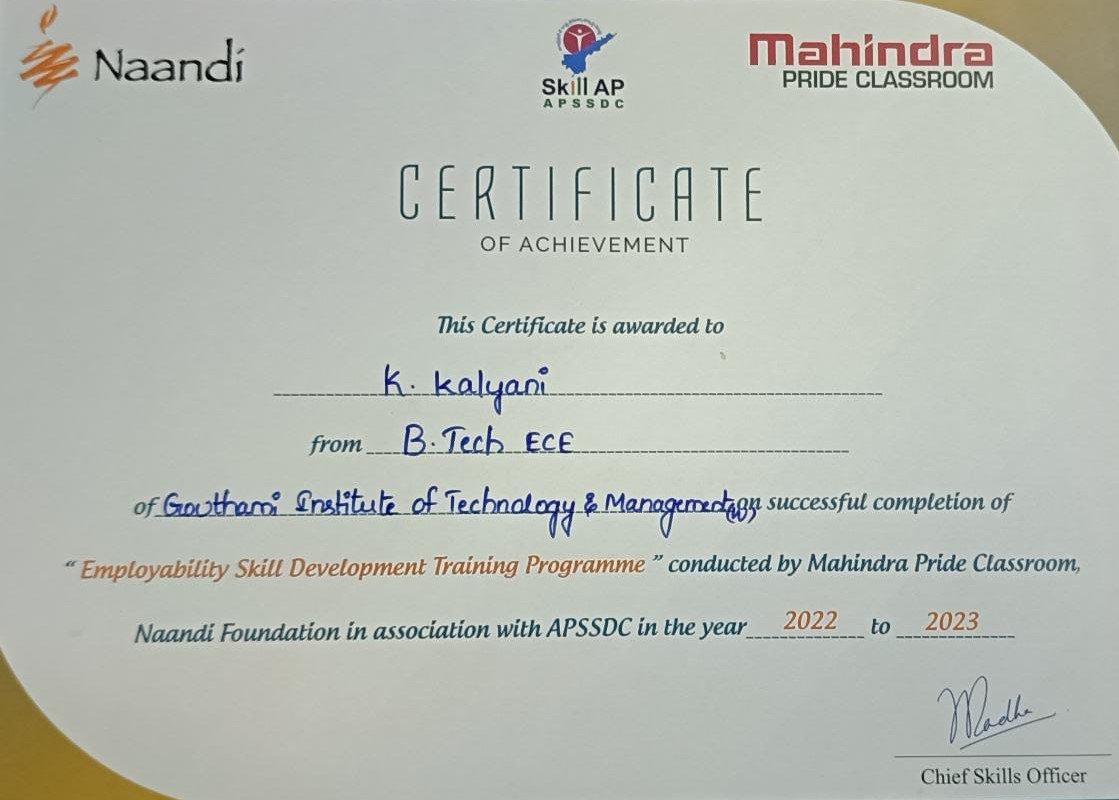 Naandi
Skill AP
APSSDC
Mahindra
PRIDE CLASSROOM
CERTIFICATE
OF ACHIEVEMENT
This Certificate is awarded to
K. Kalyani
from B.Tech ECE
of Gouthami Institute of Technology & Management(W) on successful completion of
“ Employability Skill Development Training Programme ” conducted by Mahindra Pride Classroom,
Naandi Foundation in association with APSSDC in the year 2022 to 2023
Chief Skills Officer